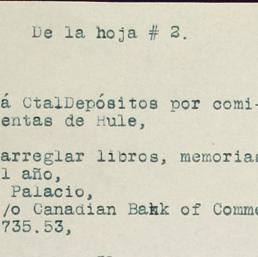 De la hoja # 2.
á CtalDepósitos por comi-
entas de Hule,
arreglar libros, memorias
l año,
Palacio,
/o Canadian Bank of Comme
735.53,